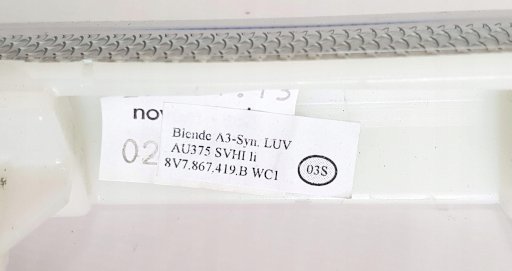 nov
02
Blende A3-Syn. LUV
AU375 SVHI li
8V7.867.419.B WC1
03S